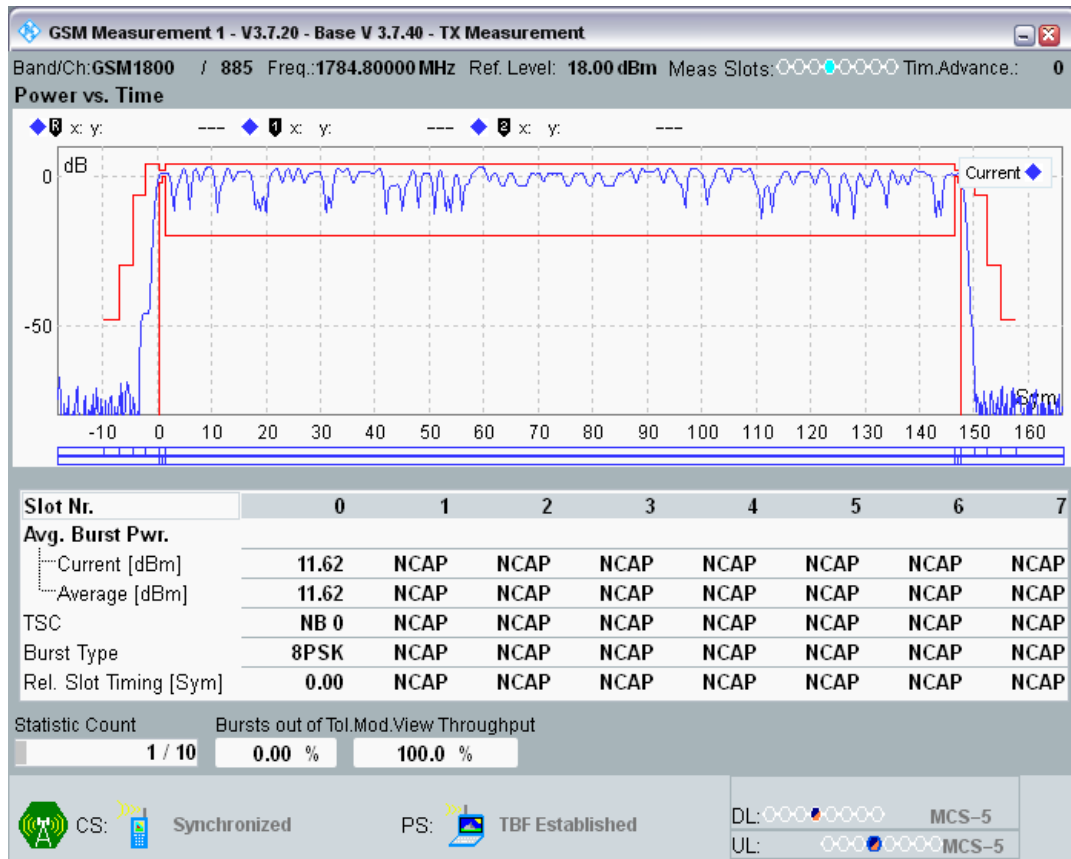 GSM Measurement 1 - V3.7.20 - Base V 3.7.40 - TX Measurement
Band/Ch:GSM1800 / 885 Freq.:1784.80000 MHz Ref. Level: 18.00 dBm Meas Slots: Tim.Advance.: 0
Power vs. Time
R x: y: --- 1 x: y: --- 2 x: y: ---
dB
Current
0
-50
Sym
-10 0 10 20 30 40 50 60 70 80 90 100 110 120 130 140 150 160
Slot Nr. 0 1 2 3 4 5 6 7
Avg. Burst Pwr.
Current [dBm] 11.62 NCAP NCAP NCAP NCAP NCAP NCAP NCAP
Average [dBm] 11.62 NCAP NCAP NCAP NCAP NCAP NCAP NCAP
TSC NB 0 NCAP NCAP NCAP NCAP NCAP NCAP NCAP
Burst Type 8PSK NCAP NCAP NCAP NCAP NCAP NCAP NCAP
Rel. Slot Timing [Sym] 0.00 NCAP NCAP NCAP NCAP NCAP NCAP NCAP
Statistic Count Bursts out of Tol. Mod.View Throughput
1 / 10 0.00 % 100.0 %
CS: Synchronized PS: TBF Established
DL: MCS-5
UL: MCS-5